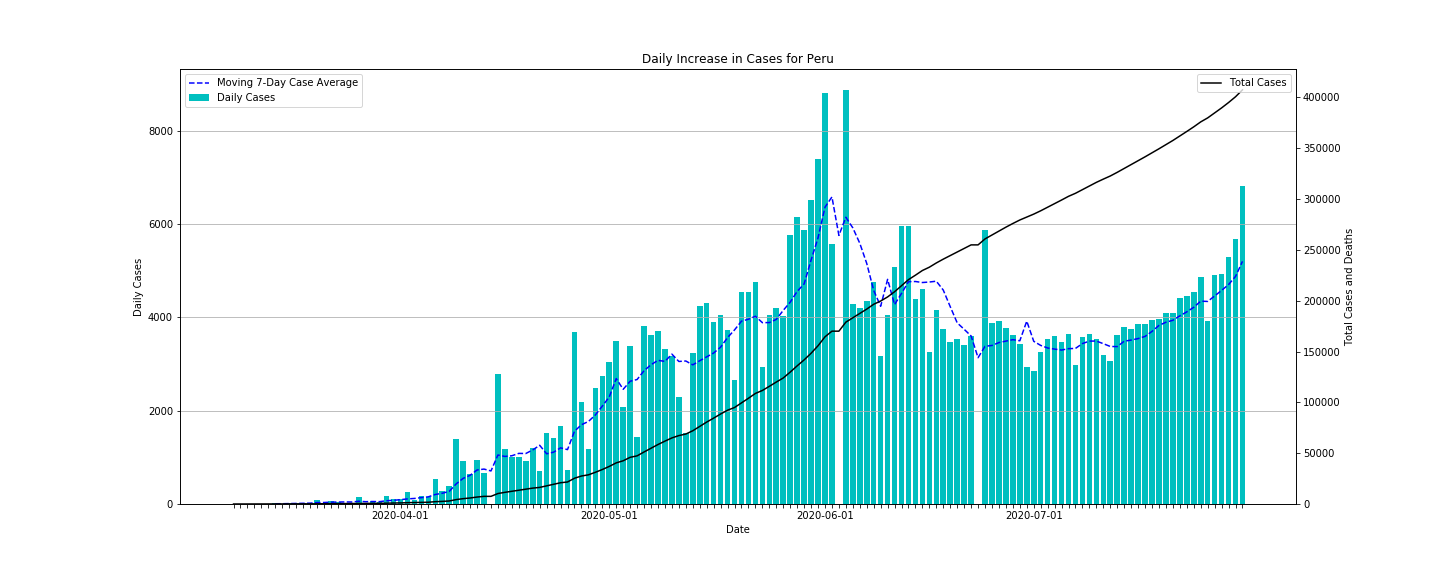 Daily Increase in Cases for Peru
Moving 7-Day Case Average
Daily Cases
Total Cases
8000
6000
4000
2000
0
Daily Cases
400000
350000
300000
250000
200000
150000
100000
50000
0
Total Cases and Deaths
2020-04-01
2020-05-01
2020-06-01
2020-07-01
Date